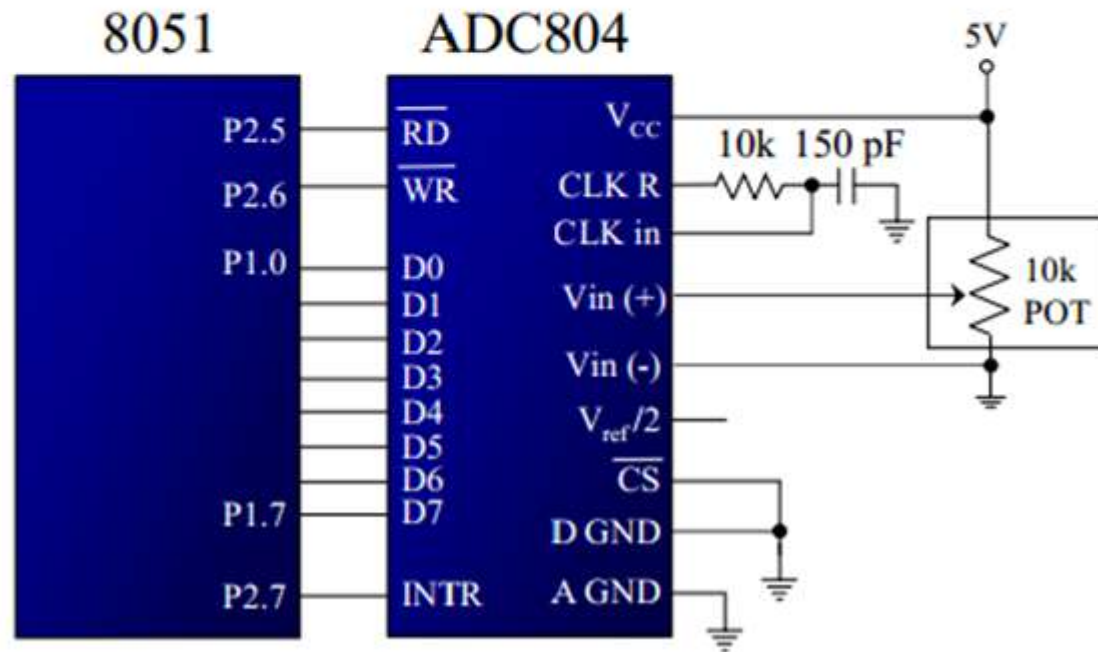 8051
ADC804
5V
P2.5
P2.6
P1.0
P1.7
P2.7
RD
WR
D0
D1
D2
D3
D4
D5
D6
D7
INTR
VCC
CLK R
CLK in
Vin (+)
Vin (-)
Vref/2
CS
D GND
A GND
10k 150 pF
10k
POT